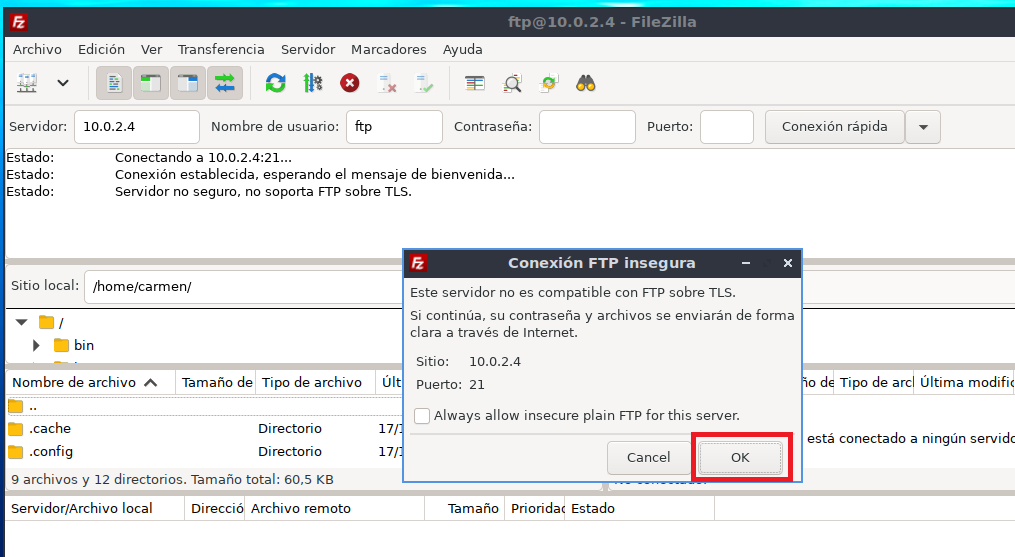 ftp@10.0.2.4 - FileZilla
Archivo Edición Ver Transferencia Servidor Marcadores Ayuda
Servidor: 10.0.2.4 Nombre de usuario: ftp Contraseña: Puerto: Conexión rápida
Estado: Conectando a 10.0.2.4:21...
Estado: Conexión establecida, esperando el mensaje de bienvenida...
Estado: Servidor no seguro, no soporta FTP sobre TLS.
Sitio local: /home/carmen/
/
bin
Nombre de archivo Tamaño de Tipo de archivo Últ
..
.cache Directorio 17/1
.config Directorio 17/1
9 archivos y 12 directorios. Tamaño total: 60,5 KB
Conexión FTP insegura
Este servidor no es compatible con FTP sobre TLS.
Si continúa, su contraseña y archivos se enviarán de forma
clara a través de Internet.
Sitio: 10.0.2.4
Puerto: 21
Always allow insecure plain FTP for this server.
Cancel OK
ño de Tipo de arcl Última modific
está conectado a ningún servido
Servidor/Archivo local Direcció Archivo remoto Tamaño Prioridad Estado